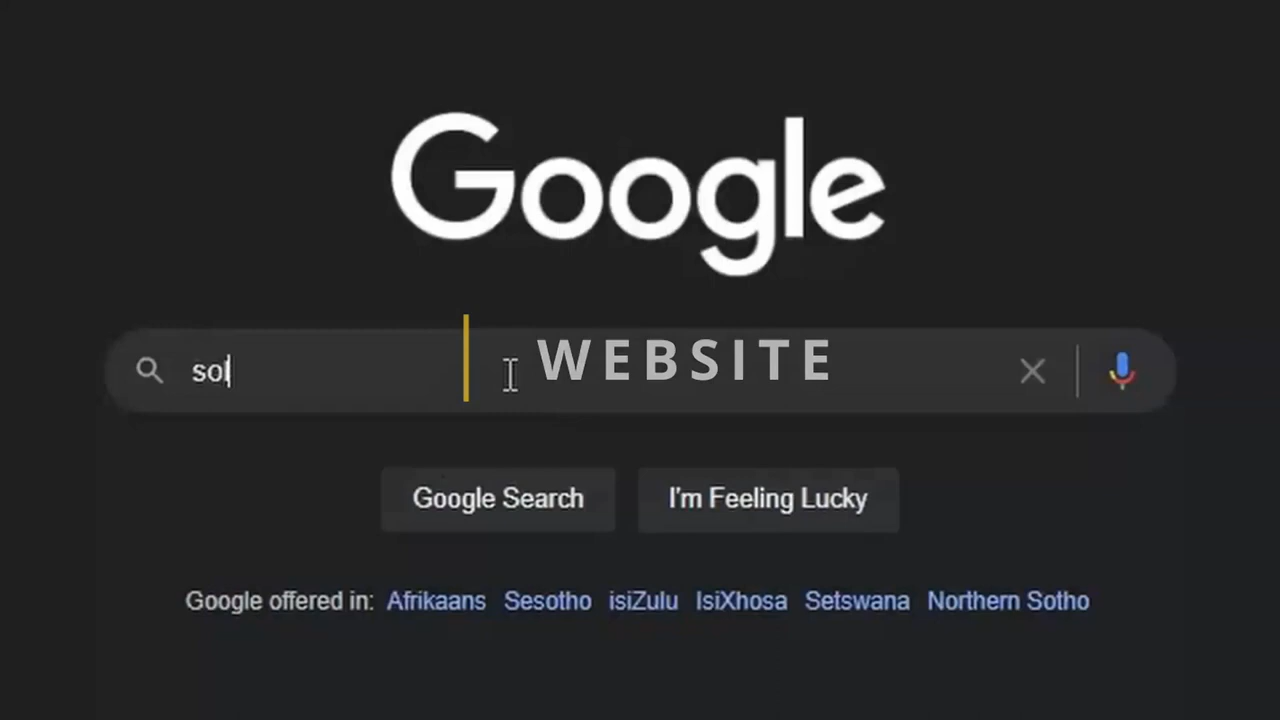 Google
sol
WEBSITE
Google Search I'm Feeling Lucky
Google offered in: Afrikaans Sesotho isiZulu IsiXhosa Setswana Northern Sotho